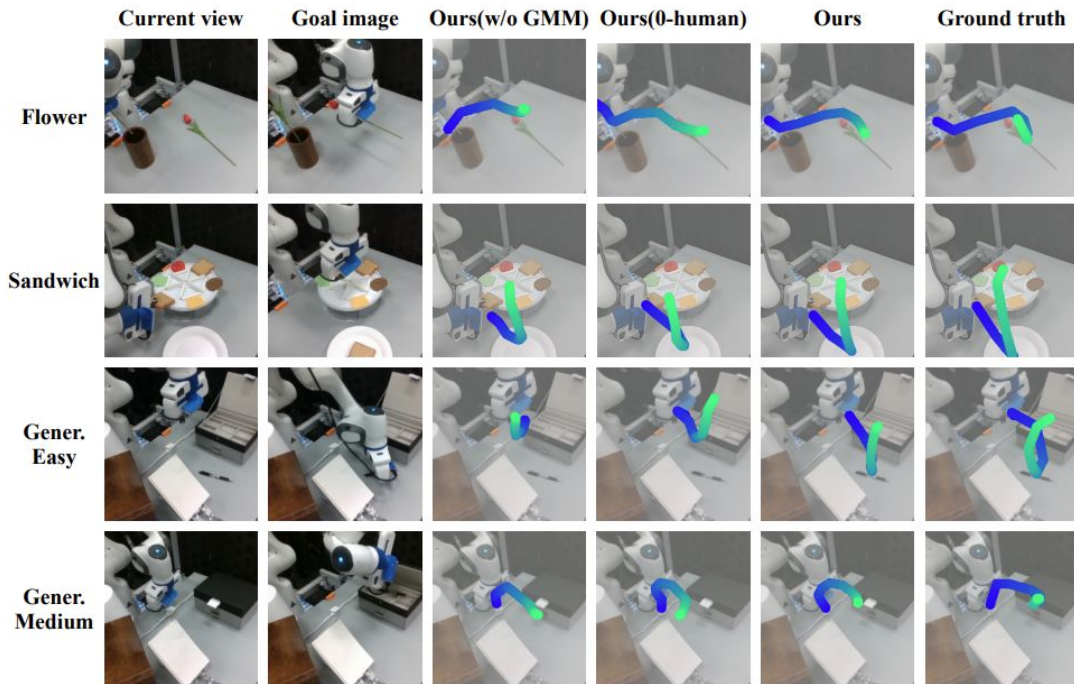 Current view Goal image Ours(w/o GMM) Ours(0-human) Ours Ground truth
Flower
Sandwich
Gener.
Easy
Gener.
Medium